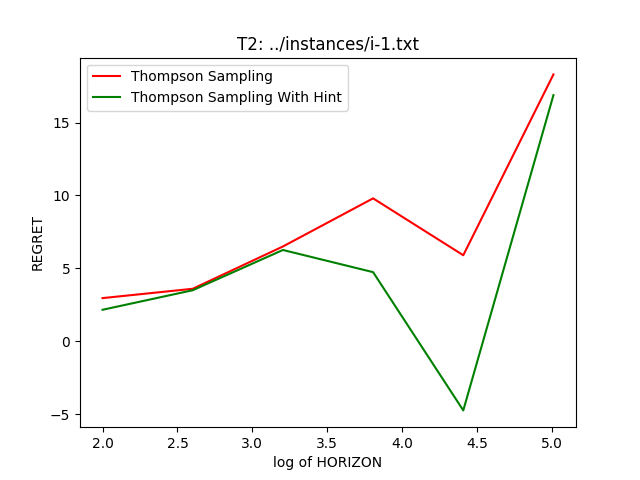 T2: ../instances/i-1.txt
Thompson Sampling
Thompson Sampling With Hint
REGRET
15
10
5
0
−5
2.0 2.5 3.0 3.5 4.0 4.5 5.0
log of HORIZON